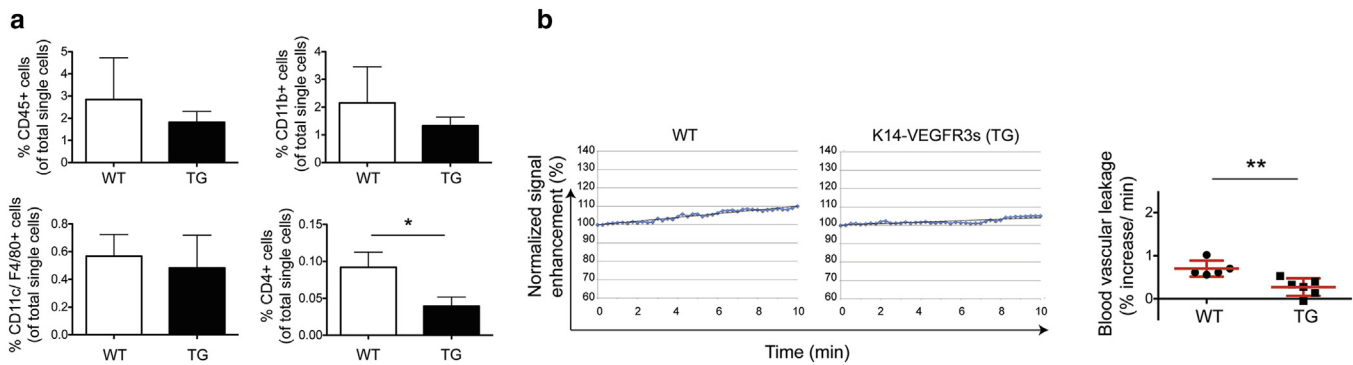 a
% CD45+ cells
(of total single cells)
5
4
3
2
1
0
WT
TG
% CD11b+ cells
(of total single cells)
4
3
2
1
0
WT
TG
% CD11c/ F4/80+ cells
(of total single cells)
0.8
0.6
0.4
0.2
0.0
WT
TG
% CD4+ cells
(of total single cells)
0.15
0.10
0.05
0.00
*
WT
TG
b
Normalized signal
enhancement (%)
WT
140
130
120
110
100
90
80
70
60
0 2 4 6 8 10
K14-VEGFR3s (TG)
140
130
120
110
100
90
80
70
60
0 2 4 6 8 10
Time (min)
Blood vascular leakage
(% increase/ min)
2
1
0
**
WT
TG